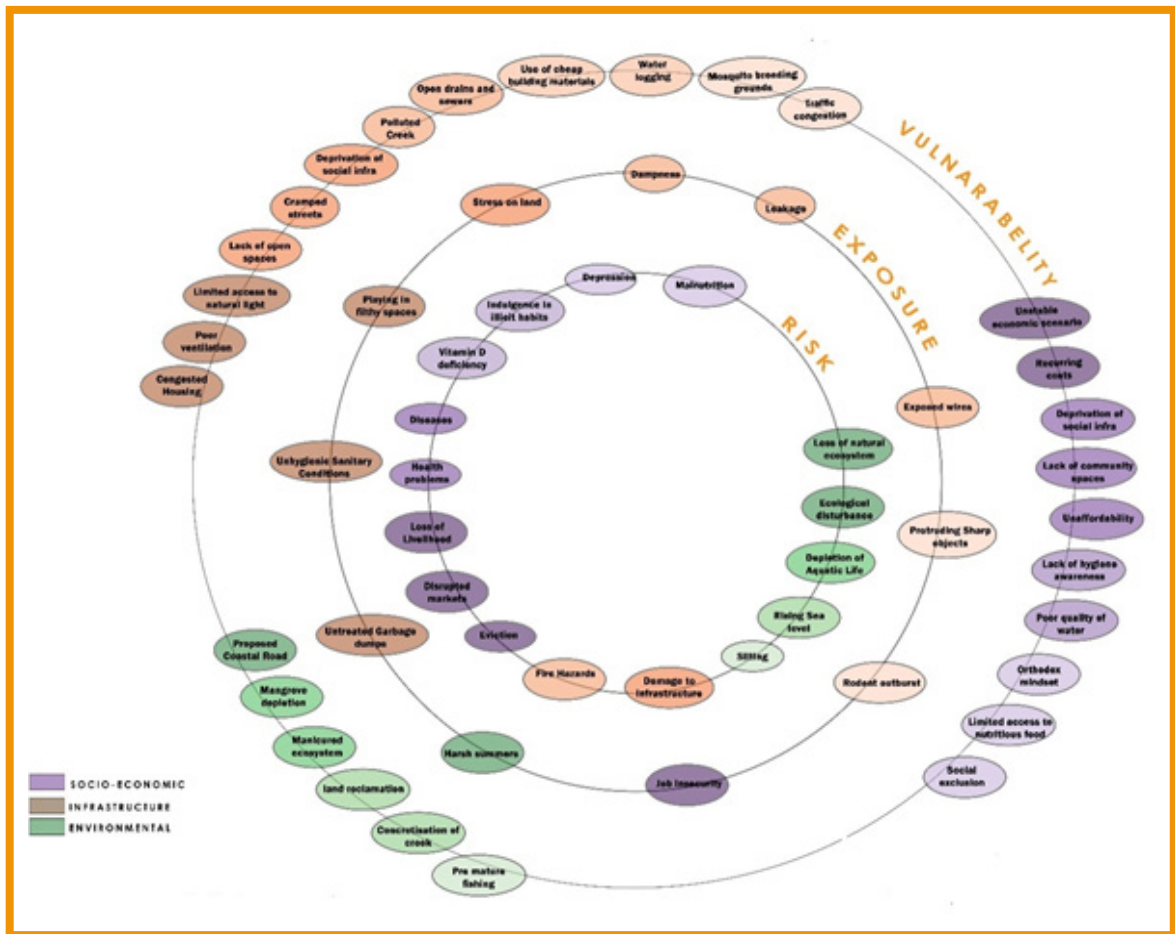 Use of cheap
building materials
Water
logging
Mosquito breeding
grounds
Traffic
congestion
Open drains and
sewers
Polluted
Creek
Deprivation of
social infra
Cramped
streets
Lack of open
spaces
Limited access to
natural light
Poor
ventilation
Congested
Housing
VULNARABELITY
Unstable
economic scenario
Recurring
costs
Deprivation of
social infra
Lack of community
spaces
Unaffordability
Lack of hygiene
awareness
Poor quality of
water
Orthodox
mindset
Limited access to
nutritious food
Social
exclusion
Proposed
Coastal Road
Mangrove
depletion
Manicured
ecosystem
land reclamation
Concretisation of
creek
Pre mature
fishing
EXPOSURE
Stress on land
Dampness
Leakage
Exposed wires
Protruding Sharp
objects
Rodent outburst
Job Insecurity
Harsh summers
Untreated Garbage
dumps
Unhygienic Sanitary
Conditions
Playing in
filthy spaces
RISK
Depression
Malnutrition
Indulgence in
illicit habits
Vitamin D
deficiency
Diseases
Health
problems
Loss of
Livelihood
Disrupted
markets
Eviction
Fire Hazards
Damage to
infrastructure
Silting
Rising Sea
level
Depletion of
Aquatic Life
Ecological
disturbance
Loss of natural
ecosystem
SOCIO-ECONOMIC
INFRASTRUCTURE
ENVIRONMENTAL